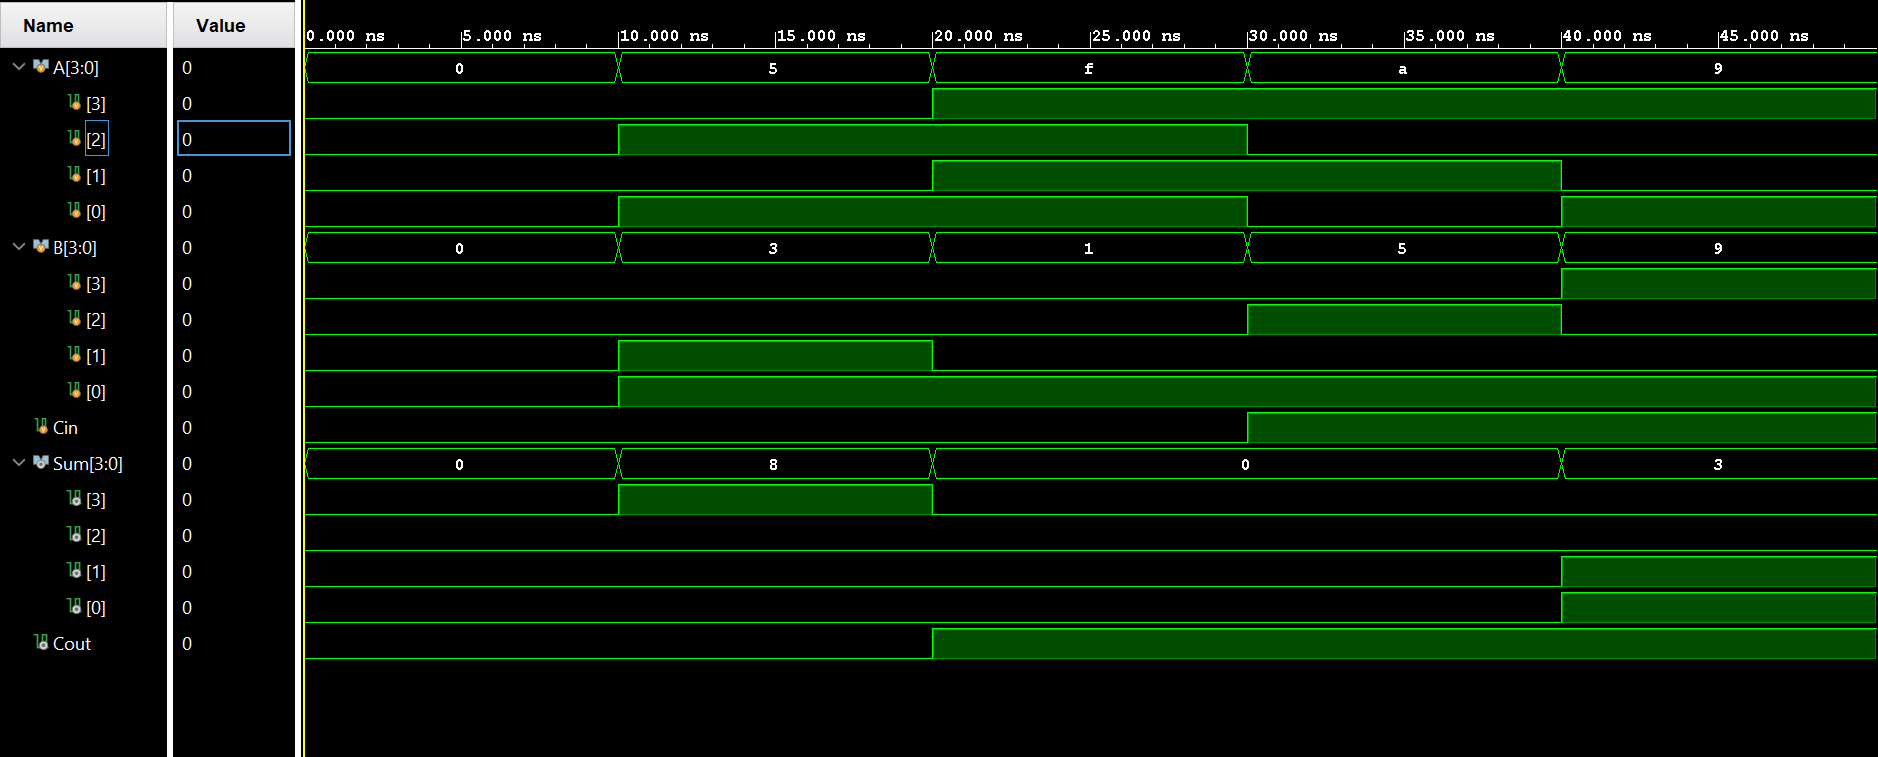 Name Value
0.000 ns 5.000 ns 10.000 ns 15.000 ns 20.000 ns 25.000 ns 30.000 ns 35.000 ns 40.000 ns 45.000 ns
A[3:0] 0 0 5 f a 9
[3] 0
[2] 0
[1] 0
[0] 0
B[3:0] 0 0 3 1 5 9
[3] 0
[2] 0
[1] 0
[0] 0
Cin 0
Sum[3:0] 0 0 8 0 3
[3] 0
[2] 0
[1] 0
[0] 0
Cout 0